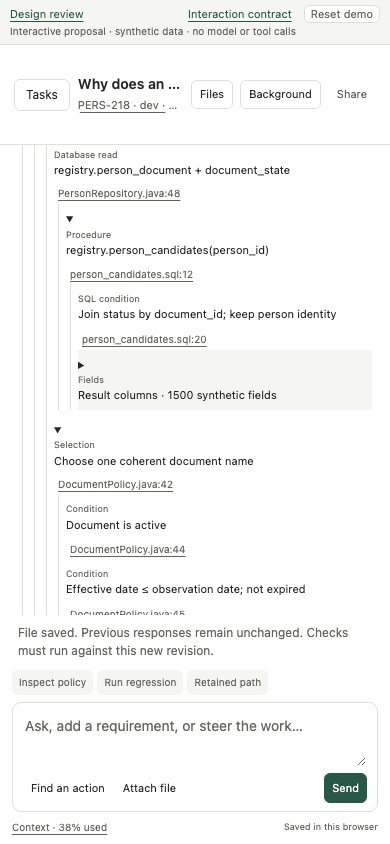 Design review
Interaction contract
Reset demo
Interactive proposal · synthetic data · no model or tool calls
Tasks
Why does an ...
PERS-218 · dev · ...
Files
Background
Share
Database read
registry.person_document + document_state
PersonRepository.java:48
Procedure
registry.person_candidates(person_id)
person_candidates.sql:12
SQL condition
Join status by document_id; keep person identity
person_candidates.sql:20
Fields
Result columns · 1500 synthetic fields
Selection
Choose one coherent document name
DocumentPolicy.java:42
Condition
Document is active
DocumentPolicy.java:44
Condition
Effective date ≤ observation date; not expired
DocumentPolicy.java:45
File saved. Previous responses remain unchanged. Checks
must run against this new revision.
Inspect policy
Run regression
Retained path
Ask, add a requirement, or steer the work...
Find an action
Attach file
Send
Context · 38% used
Saved in this browser